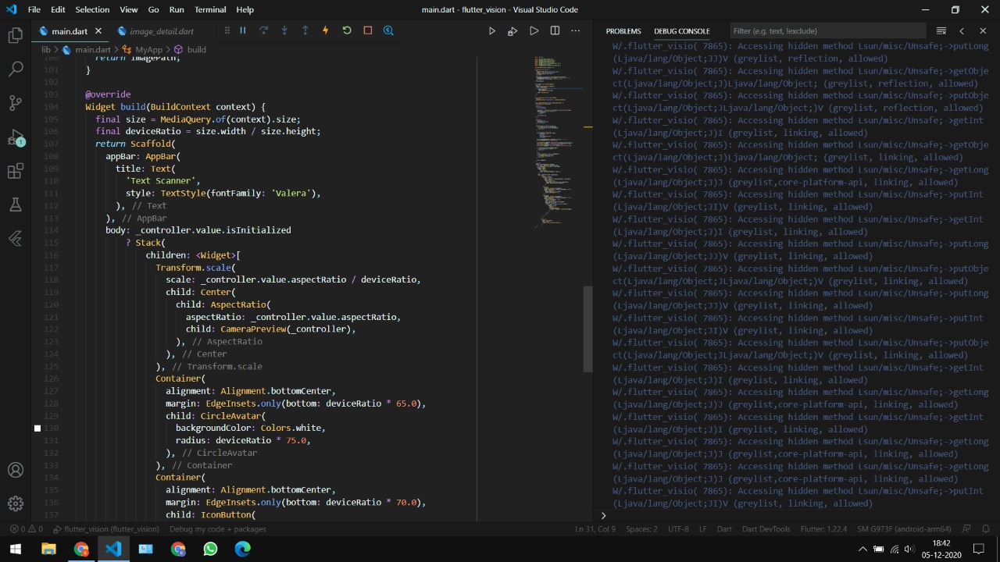 File Edit Selection View Go Run Terminal Help
main.dart - flutter_vision - Visual Studio Code
main.dart
image_detail.dart
PROBLEMS DEBUG CONSOLE
Filter (e.g. text, !exclude)
lib > main.dart > MyApp > build
100 return imagePath;
101 }
102
103 @override
104 Widget build(BuildContext context) {
105 final size = MediaQuery.of(context).size;
106 final deviceRatio = size.width / size.height;
107 return Scaffold(
108 appBar: AppBar(
109 title: Text(
110 'Text Scanner',
111 style: TextStyle(fontFamily: 'Valera'),
112 ), // Text
113 ), // AppBar
114 body: _controller.value.isInitialized
115 ? Stack(
116 children: <Widget>[
117 Transform.scale(
118 scale: _controller.value.aspectRatio / deviceRatio,
119 child: Center(
120 child: AspectRatio(
121 aspectRatio: _controller.value.aspectRatio,
122 child: CameraPreview(_controller),
123 ), // AspectRatio
124 ), // Center
125 ), // Transform.scale
126 Container(
127 alignment: Alignment.bottomCenter,
128 margin: EdgeInsets.only(bottom: deviceRatio * 65.0),
129 child: CircleAvatar(
130 backgroundColor: Colors.white,
131 radius: deviceRatio * 75.0,
132 ), // CircleAvatar
133 ), // Container
134 Container(
135 alignment: Alignment.bottomCenter,
136 margin: EdgeInsets.only(bottom: deviceRatio * 70.0),
137 child: IconButton(
W/.flutter_visio( 7865): Accessing hidden method Lsun/misc/Unsafe;->putLong
(Ljava/lang/Object;JJ)V (greylist, reflection, allowed)
W/.flutter_visio( 7865): Accessing hidden method Lsun/misc/Unsafe;->getObje
ct(Ljava/lang/Object;J)Ljava/lang/Object; (greylist, reflection, allowed)
W/.flutter_visio( 7865): Accessing hidden method Lsun/misc/Unsafe;->putObje
ct(Ljava/lang/Object;JLjava/lang/Object;)V (greylist, reflection, allowed)
W/.flutter_visio( 7865): Accessing hidden method Lsun/misc/Unsafe;->getInt
(Ljava/lang/Object;J)I (greylist, linking, allowed)
W/.flutter_visio( 7865): Accessing hidden method Lsun/misc/Unsafe;->getObje
ct(Ljava/lang/Object;J)Ljava/lang/Object; (greylist, linking, allowed)
W/.flutter_visio( 7865): Accessing hidden method Lsun/misc/Unsafe;->getLong
(Ljava/lang/Object;J)J (greylist,core-platform-api, linking, allowed)
W/.flutter_visio( 7865): Accessing hidden method Lsun/misc/Unsafe;->putInt
(Ljava/lang/Object;JI)V (greylist, linking, allowed)
W/.flutter_visio( 7865): Accessing hidden method Lsun/misc/Unsafe;->getInt
(Ljava/lang/Object;J)I (greylist, linking, allowed)
W/.flutter_visio( 7865): Accessing hidden method Lsun/misc/Unsafe;->putLong
(Ljava/lang/Object;JJ)V (greylist, linking, allowed)
W/.flutter_visio( 7865): Accessing hidden method Lsun/misc/Unsafe;->putObje
ct(Ljava/lang/Object;JLjava/lang/Object;)V (greylist, linking, allowed)
W/.flutter_visio( 7865): Accessing hidden method Lsun/misc/Unsafe;->putLong
(Ljava/lang/Object;JJ)V (greylist, linking, allowed)
W/.flutter_visio( 7865): Accessing hidden method Lsun/misc/Unsafe;->putInt
(Ljava/lang/Object;JI)V (greylist, linking, allowed)
W/.flutter_visio( 7865): Accessing hidden method Lsun/misc/Unsafe;->putObje
ct(Ljava/lang/Object;JLjava/lang/Object;)V (greylist, linking, allowed)
W/.flutter_visio( 7865): Accessing hidden method Lsun/misc/Unsafe;->getInt
(Ljava/lang/Object;J)I (greylist, linking, allowed)
W/.flutter_visio( 7865): Accessing hidden method Lsun/misc/Unsafe;->getLong
(Ljava/lang/Object;J)J (greylist,core-platform-api, linking, allowed)
W/.flutter_visio( 7865): Accessing hidden method Lsun/misc/Unsafe;->getInt
(Ljava/lang/Object;J)I (greylist, linking, allowed)
W/.flutter_visio( 7865): Accessing hidden method Lsun/misc/Unsafe;->getLong
(Ljava/lang/Object;J)J (greylist,core-platform-api, linking, allowed)
W/.flutter_visio( 7865): Accessing hidden method Lsun/misc/Unsafe;->getLong
(Ljava/lang/Object;J)J (greylist,core-platform-api, linking, allowed)
W/.flutter_visio( 7865): Accessing hidden method Lsun/misc/Unsafe;->putInt
(Ljava/lang/Object;JI)V (greylist, linking, allowed)
1
0 0 flutter_vision (flutter_vision) Debug my code + packages
Ln 31, Col 9 Spaces: 2 UTF-8 LF Dart Dart DevTools Flutter: 1.22.4 SM G973F (android-arm64)
18:42
05-12-2020